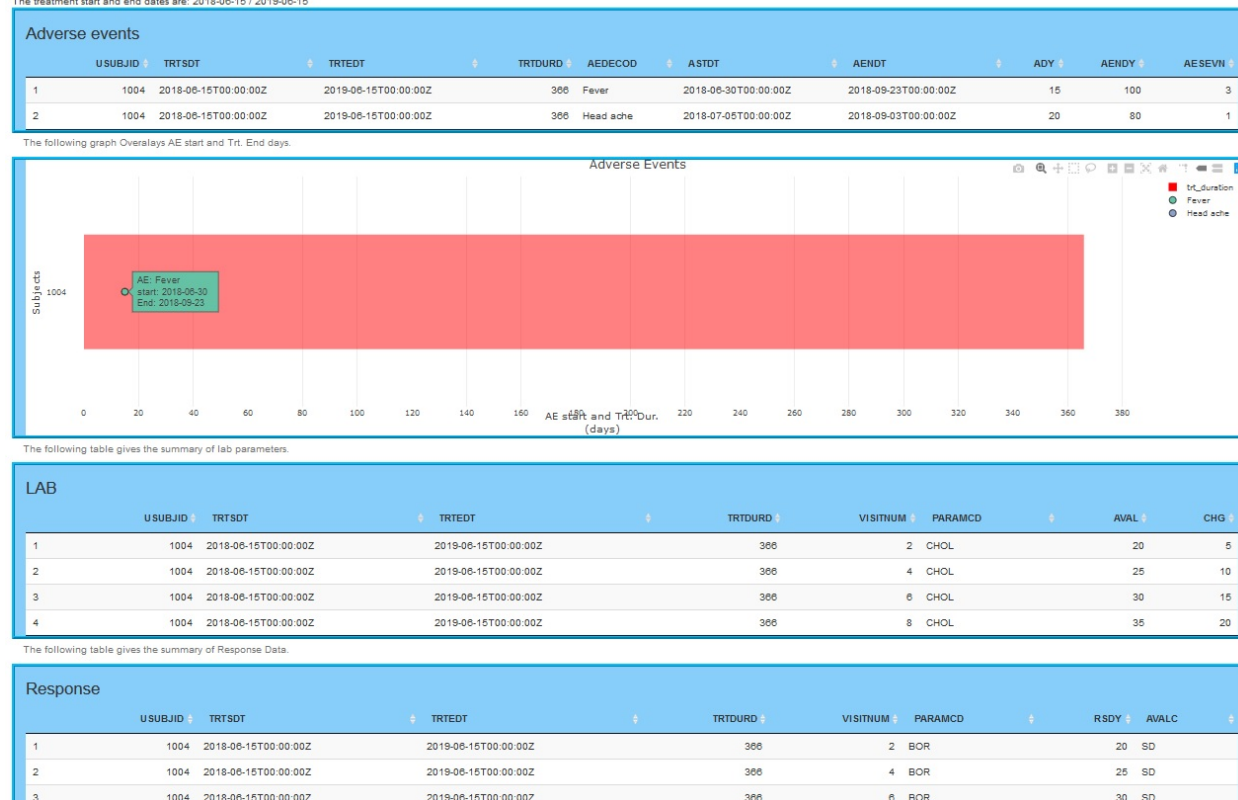 The treatment start and end dates are: 2018-06-15 / 2019-06-15
Adverse events
USUBJID TRTSDT TRTEDT TRTDURD AEDECOD ASTDT AENDT ADY AENDY AESEVN
1 1004 2018-06-15T00:00:00Z 2019-06-15T00:00:00Z 366 Fever 2018-06-30T00:00:00Z 2018-09-23T00:00:00Z 15 100 3
2 1004 2018-06-15T00:00:00Z 2019-06-15T00:00:00Z 366 Head ache 2018-07-05T00:00:00Z 2018-09-03T00:00:00Z 20 80 1
The following graph Overalays AE start and Trt. End days.
Adverse Events
trt_duration
Fever
Head ache
Subjects
1004
AE: Fever
start: 2018-06-30
End: 2018-09-23
0 20 40 60 80 100 120 140 160 180 200 220 240 260 280 300 320 340 360 380
AE start and Trt. Dur.
(days)
The following table gives the summary of lab parameters.
LAB
USUBJID TRTSDT TRTEDT TRTDURD VISITNUM PARAMCD AVAL CHG
1 1004 2018-06-15T00:00:00Z 2019-06-15T00:00:00Z 366 2 CHOL 20 5
2 1004 2018-06-15T00:00:00Z 2019-06-15T00:00:00Z 366 4 CHOL 25 10
3 1004 2018-06-15T00:00:00Z 2019-06-15T00:00:00Z 366 6 CHOL 30 15
4 1004 2018-06-15T00:00:00Z 2019-06-15T00:00:00Z 366 8 CHOL 35 20
The following table gives the summary of Response Data.
Response
USUBJID TRTSDT TRTEDT TRTDURD VISITNUM PARAMCD RSDY AVALC
1 1004 2018-06-15T00:00:00Z 2019-06-15T00:00:00Z 366 2 BOR 20 SD
2 1004 2018-06-15T00:00:00Z 2019-06-15T00:00:00Z 366 4 BOR 25 SD
3 1004 2018-06-15T00:00:00Z 2019-06-15T00:00:00Z 366 6 BOR 30 SD